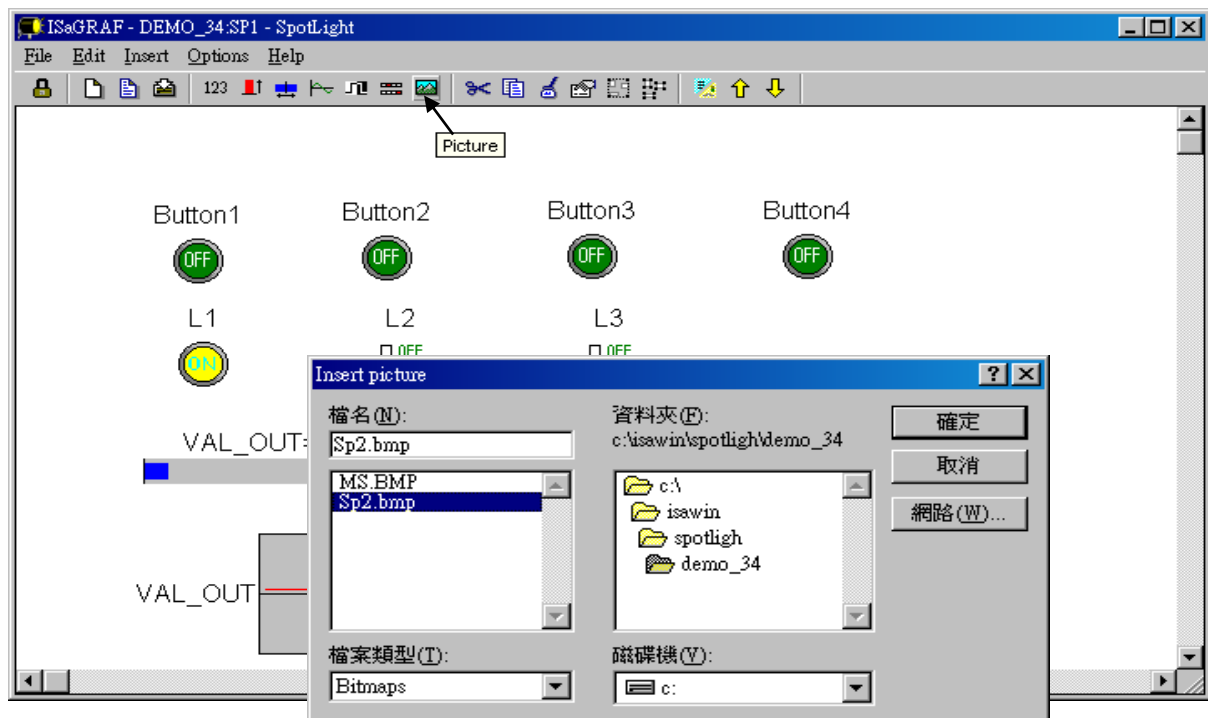 ISaGRAF - DEMO_34:SP1 - SpotLight
File Edit Insert Options Help
123
Picture
Button1 Button2 Button3 Button4
OFF OFF OFF OFF
L1 L2 L3
ON OFF OFF
Insert picture
檔名(N): 資料夾(F): 確定
Sp2.bmp c:\isawin\spotligh\demo_34
VAL_OUT= 取消
MS.BMP c:\
Sp2.bmp isawin 網路(W)...
spotligh
demo_34
VAL_OUT
檔案類型(T): 磁碟機(V):
Bitmaps c: